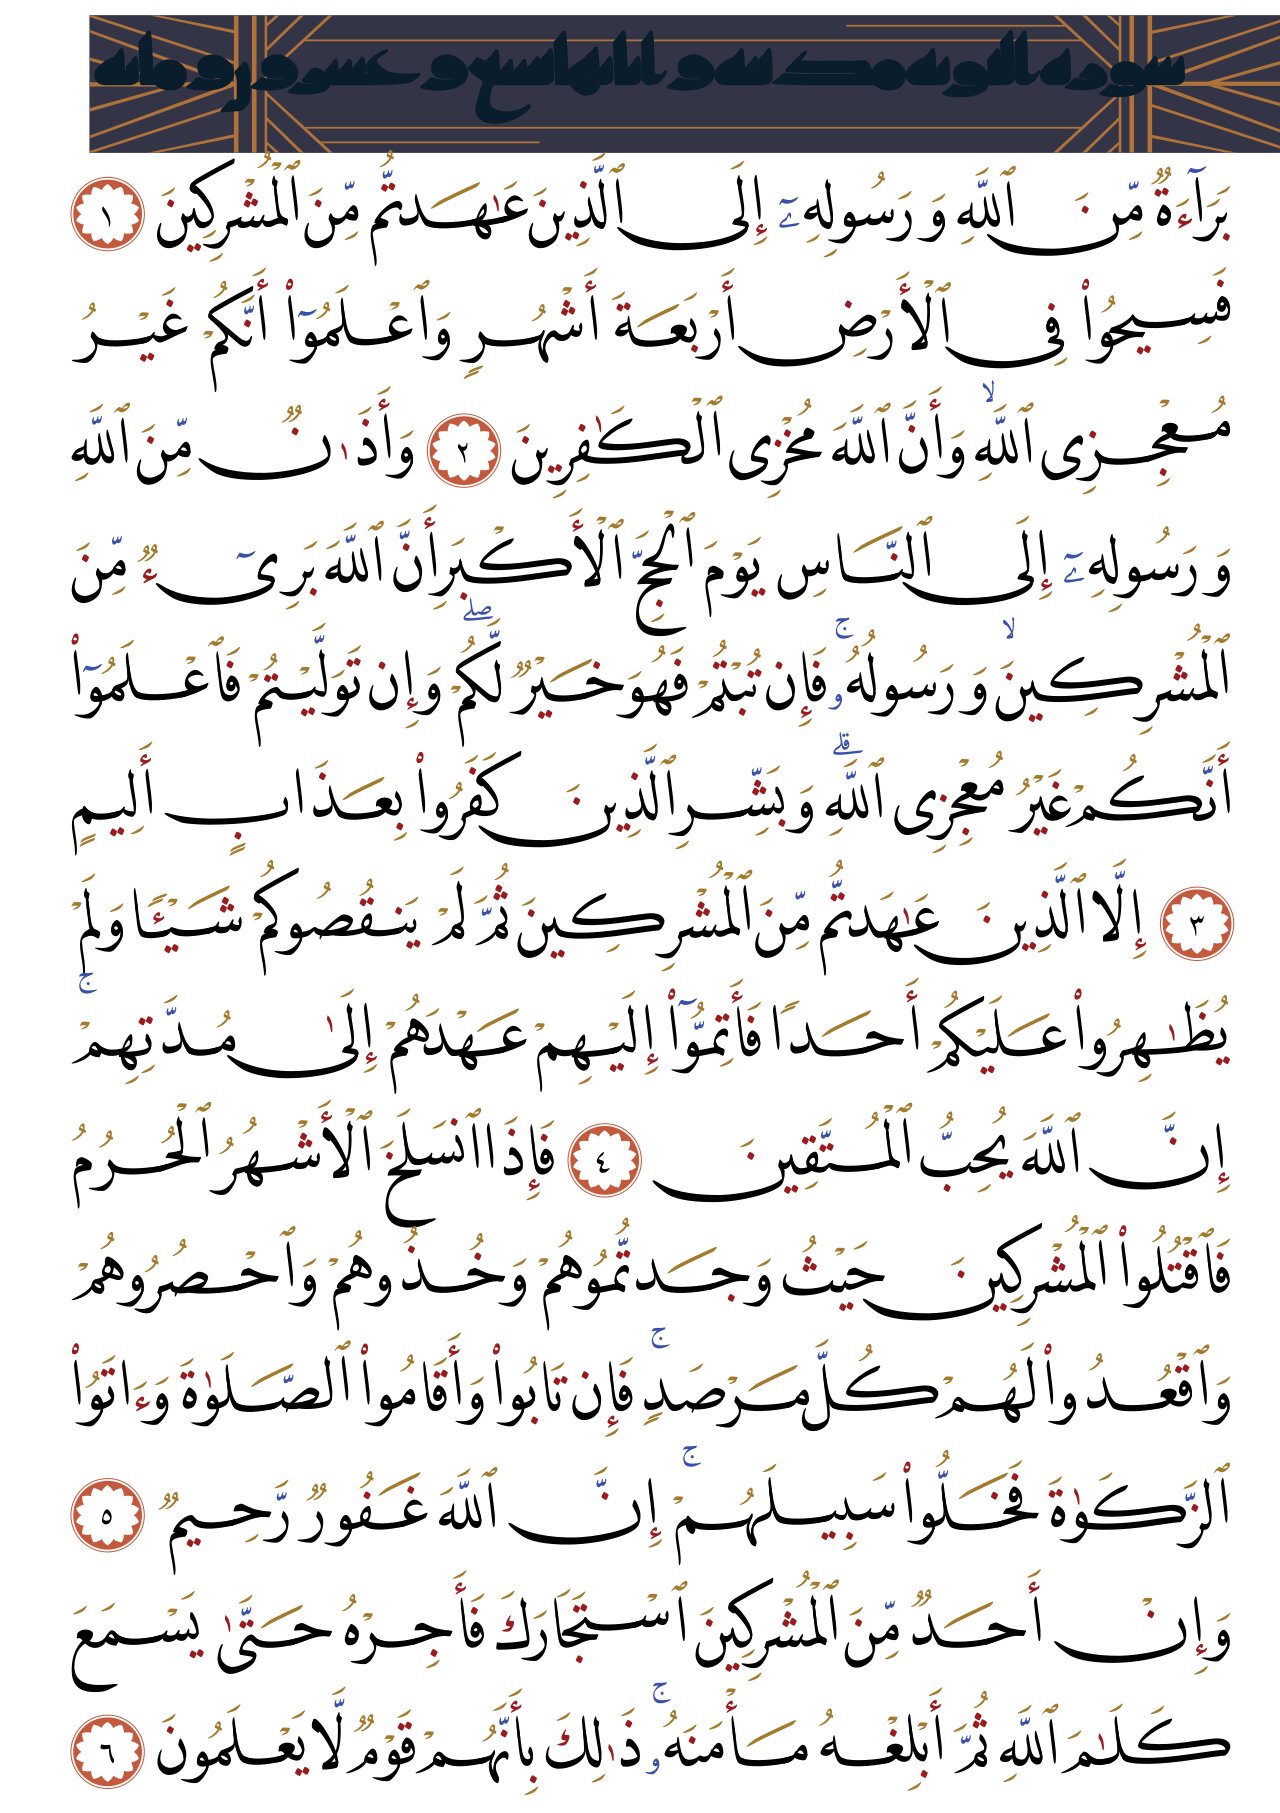 سورة التوبة مكية و اياتها تسع و عشرون و مائة
بَرَآءَةٌ مِّنَ ٱللَّهِ وَرَسُولِهِۦٓ إِلَى ٱلَّذِينَ عَٰهَدتُّم مِّنَ ٱلْمُشْرِكِينَ ١
فَسِيحُوا۟ فِى ٱلْأَرْضِ أَرْبَعَةَ أَشْهُرٍ وَٱعْلَمُوٓا۟ أَنَّكُمْ غَيْرُ
مُعْجِزِى ٱللَّهِ ۙ وَأَنَّ ٱللَّهَ مُخْزِى ٱلْكَٰفِرِينَ ٢ وَأَذَٰنٌ مِّنَ ٱللَّهِ
وَرَسُولِهِۦٓ إِلَى ٱلنَّاسِ يَوْمَ ٱلْحَجِّ ٱلْأَكْبَرِ أَنَّ ٱللَّهَ بَرِىٓءٌ مِّنَ
ٱلْمُشْرِكِينَ ۙ وَرَسُولُهُۥ ۚ فَإِن تُبْتُمْ فَهُوَ خَيْرٌ لَّكُمْ ۖ وَإِن تَوَلَّيْتُمْ فَٱعْلَمُوٓا۟
أَنَّكُمْ غَيْرُ مُعْجِزِى ٱللَّهِ ۗ وَبَشِّرِ ٱلَّذِينَ كَفَرُوا۟ بِعَذَابٍ أَلِيمٍ
٣ إِلَّا ٱلَّذِينَ عَٰهَدتُّم مِّنَ ٱلْمُشْرِكِينَ ثُمَّ لَمْ يَنقُصُوكُمْ شَيْـًٔا وَلَمْ
يُظَٰهِرُوا۟ عَلَيْكُمْ أَحَدًا فَأَتِمُّوٓا۟ إِلَيْهِمْ عَهْدَهُمْ إِلَىٰ مُدَّتِهِمْ ۚ
إِنَّ ٱللَّهَ يُحِبُّ ٱلْمُتَّقِينَ ٤ فَإِذَا ٱنسَلَخَ ٱلْأَشْهُرُ ٱلْحُرُمُ
فَٱقْتُلُوا۟ ٱلْمُشْرِكِينَ حَيْثُ وَجَدتُّمُوهُمْ وَخُذُوهُمْ وَٱحْصُرُوهُمْ
وَٱقْعُدُوا۟ لَهُمْ كُلَّ مَرْصَدٍ ۚ فَإِن تَابُوا۟ وَأَقَامُوا۟ ٱلصَّلَوٰةَ وَءَاتَوُا۟
ٱلزَّكَوٰةَ فَخَلُّوا۟ سَبِيلَهُمْ ۚ إِنَّ ٱللَّهَ غَفُورٌ رَّحِيمٌ ٥
وَإِنْ أَحَدٌ مِّنَ ٱلْمُشْرِكِينَ ٱسْتَجَارَكَ فَأَجِرْهُ حَتَّىٰ يَسْمَعَ
كَلَٰمَ ٱللَّهِ ثُمَّ أَبْلِغْهُ مَأْمَنَهُۥ ۚ ذَٰلِكَ بِأَنَّهُمْ قَوْمٌ لَّا يَعْلَمُونَ ٦